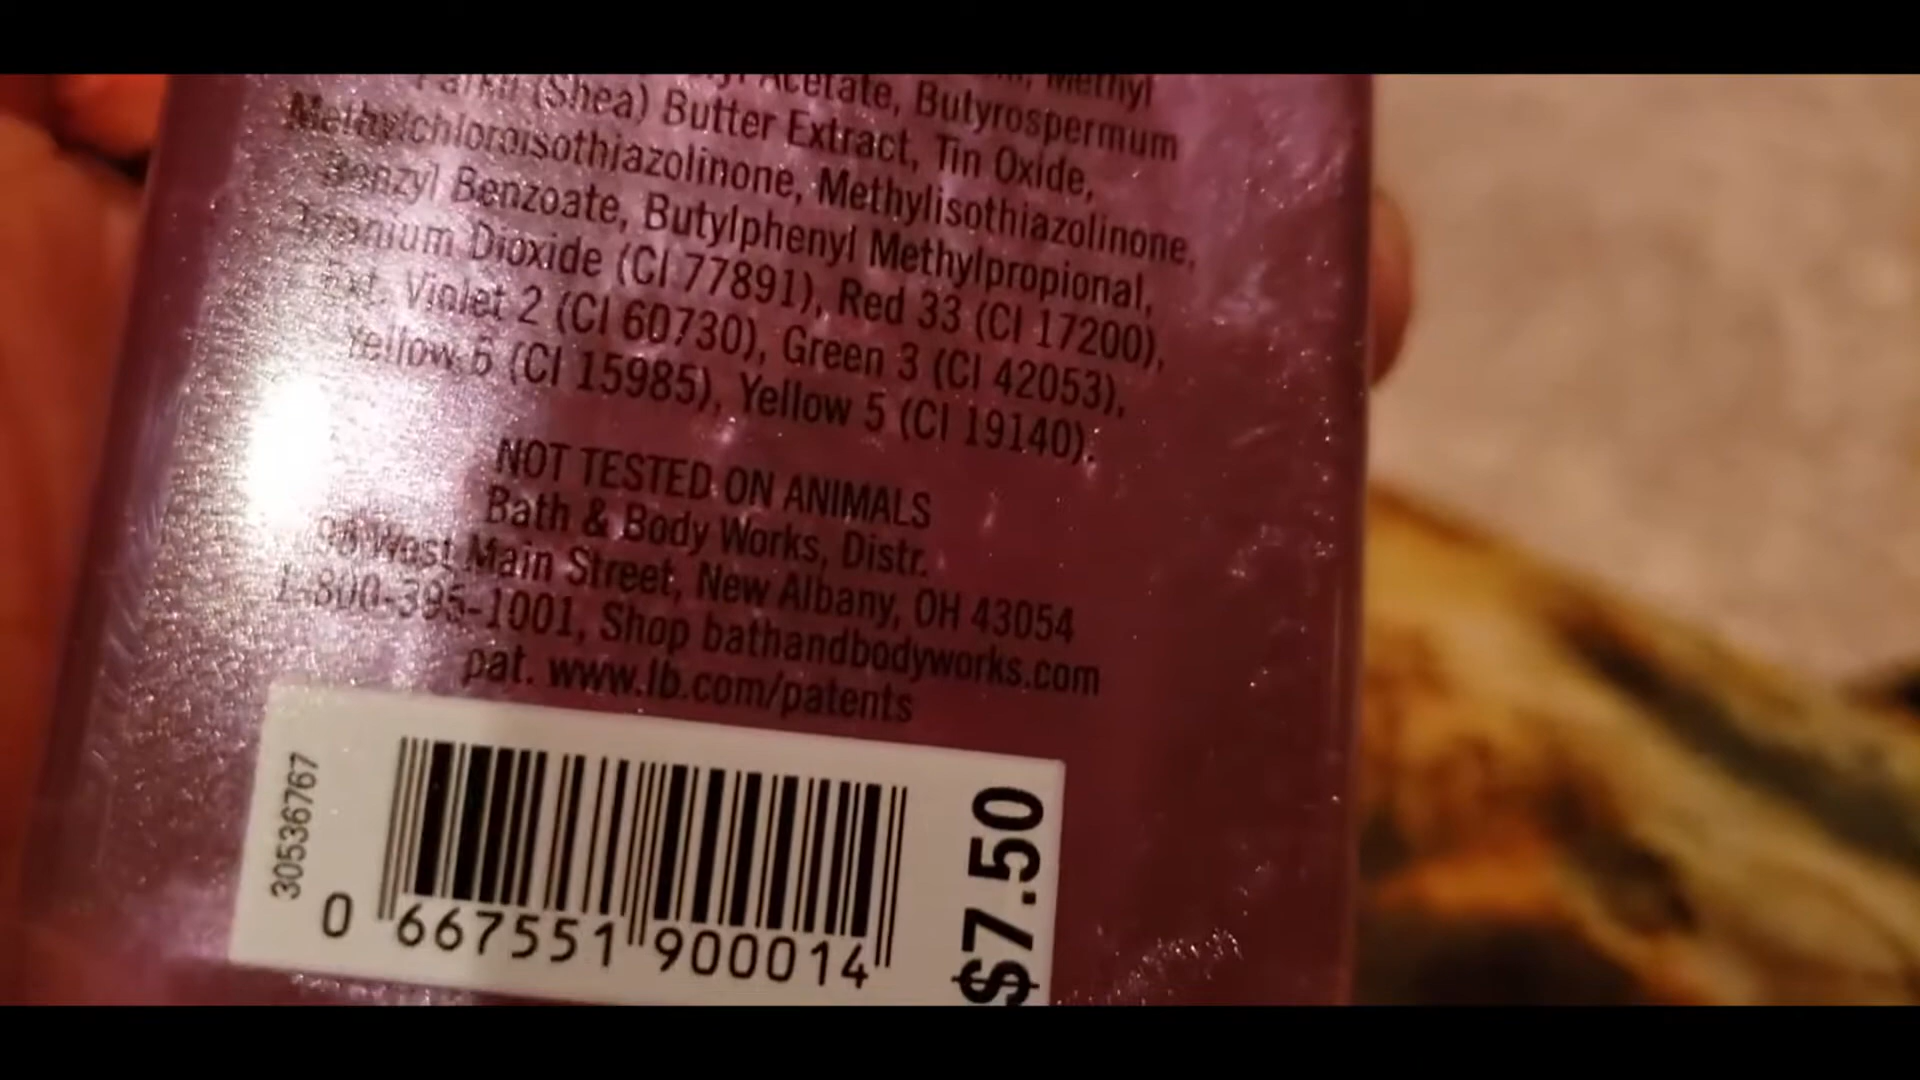 Acetate, Butyrospermum
Parkii (Shea) Butter Extract, Tin Oxide,
Methylchloroisothiazolinone, Methylisothiazolinone,
Benzyl Benzoate, Butylphenyl Methylpropional,
Titanium Dioxide (CI 77891), Red 33 (CI 17200),
Ext. Violet 2 (CI 60730), Green 3 (CI 42053),
Yellow 6 (CI 15985), Yellow 5 (CI 19140).
NOT TESTED ON ANIMALS
Bath & Body Works, Distr.
West Main Street, New Albany, OH 43054
1-800-395-1001, Shop bathandbodyworks.com
pat. www.lb.com/patents
30536767
0 667551 900014
$7.50